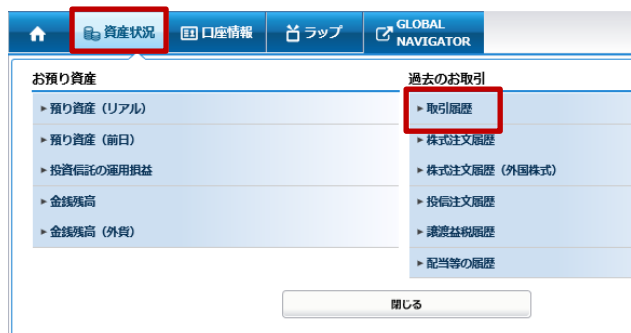 資産状況
口座情報
ラップ
GLOBAL
NAVIGATOR
お預り資産
預り資産（リアル）
預り資産（前日）
投資信託の運用損益
金銭残高
金銭残高（外貨）
過去のお取引
取引履歴
株式注文履歴
株式注文履歴（外国株式）
投信注文履歴
譲渡益税履歴
配当等の履歴
閉じる